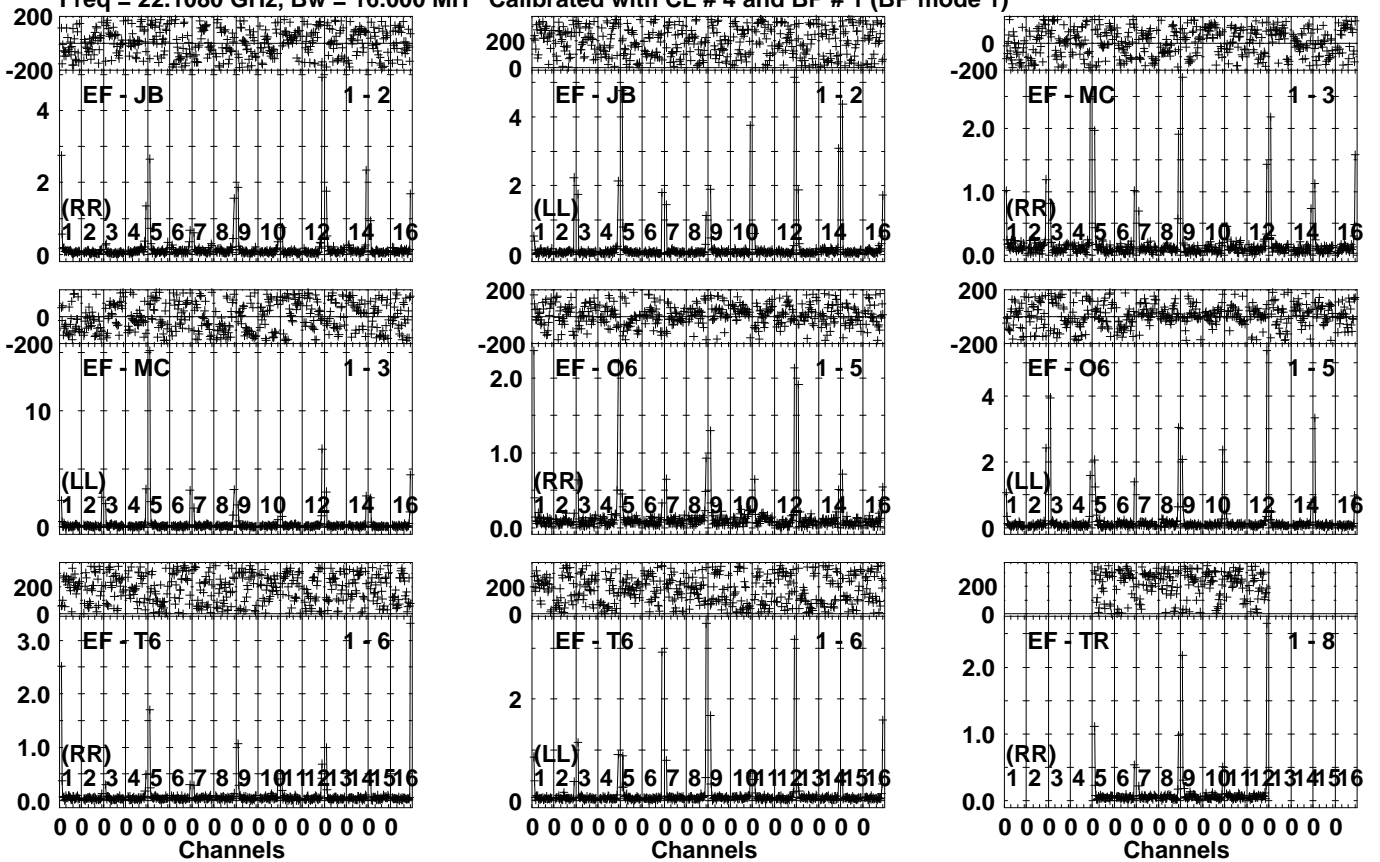 Freq = 22.1080 GHz, Bw = 16.000 MH Calibrated with CL # 4 and BP # 1 (BP mode 1)
200
-200
4
2
0
EF - JB 1 - 2
(RR)
1 2 3 4 5 6 7 8 9 10 12 14 16
200
0
4
2
0
EF - JB 1 - 2
(LL)
1 2 3 4 5 6 7 8 9 10 12 14 16
0
-200
2.0
1.0
0.0
EF - MC 1 - 3
(RR)
1 2 3 4 5 6 7 8 9 10 12 14 16
0
-200
10
0
EF - MC 1 - 3
(LL)
1 2 3 4 5 6 7 8 9 10 12 14 16
200
-200
2.0
1.0
0.0
EF - O6 1 - 5
(RR)
1 2 3 4 5 6 7 8 9 10 12 14 16
200
-200
4
2
0
EF - O6 1 - 5
(LL)
1 2 3 4 5 6 7 8 9 10 12 14 16
200
0
3.0
2.0
1.0
0.0
EF - T6 1 - 6
(RR)
1 2 3 4 5 6 7 8 9 10 11 12 13 14 15 16
0 0 0 0 0 0 0 0 0 0 0 0 0 0 0 0
Channels
200
0
2
0
EF - T6 1 - 6
(LL)
1 2 3 4 5 6 7 8 9 10 11 12 13 14 15 16
0 0 0 0 0 0 0 0 0 0 0 0 0 0 0 0
Channels
200
0
2.0
1.0
0.0
EF - TR 1 - 8
(RR)
1 2 3 4 5 6 7 8 9 10 11 12 13 14 15 16
0 0 0 0 0 0 0 0 0 0 0 0 0 0 0 0
Channels